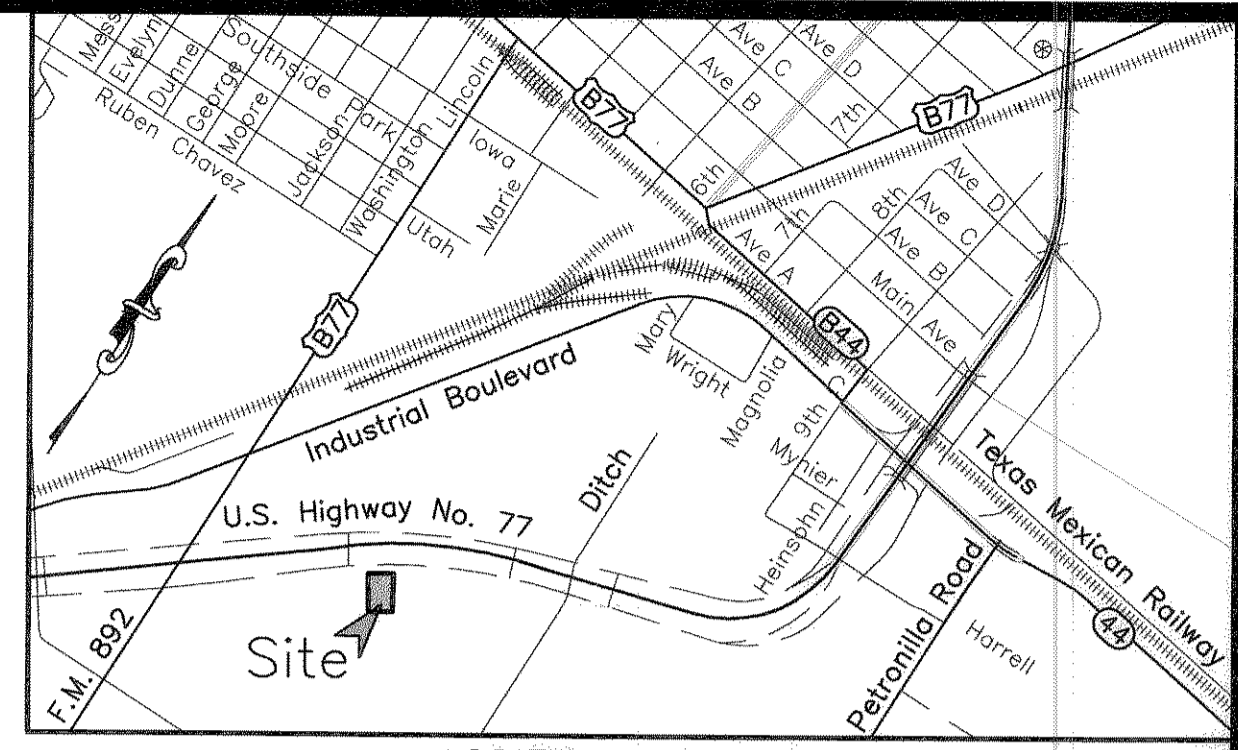 Mess
Evelyn
Dunne
George
Moore
Southside
Park
Jackson
Washington
Lincoln
Ruben Chavez
Iowa
Marie
Utah
B77
B77
B77
Ave D
Ave C
Ave B
7th
6th
7th
8th
Ave A
Ave D
Ave C
Ave B
Main Ave
B44
Mary
Wright
Magnolia
C
9th
Mynier
Heinsohn
Industrial Boulevard
U.S. Highway No. 77
Ditch
Texas Mexican Railway
F.M. 892
Site
Petronilla Road
Harrell
44